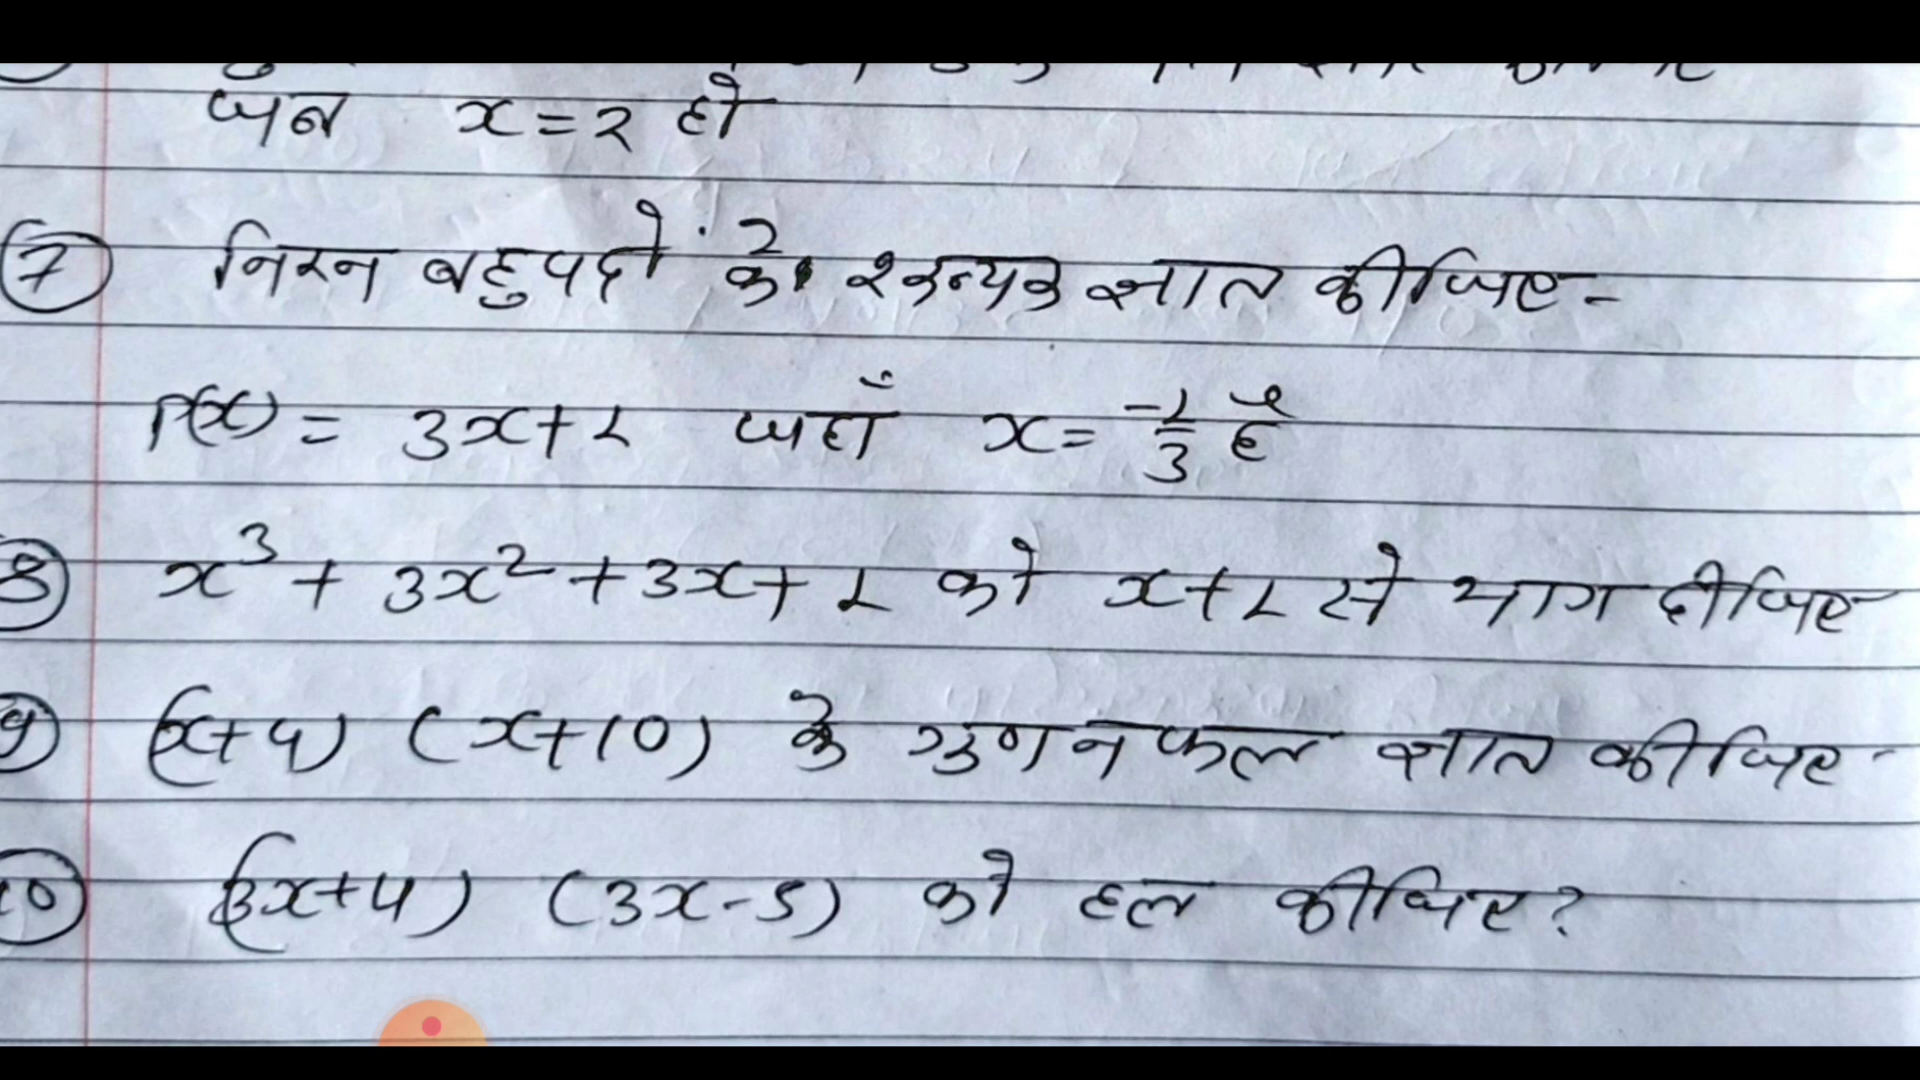 जब x=2 हो
7 निम्न बहुपदों के शून्यक ज्ञात कीजिए-
P(x) = 3x+1 जहाँ x= -1/3 है
8 x³ + 3x² + 3x + 1 को x+1 से भाग दीजिए
9 (x+4) (x+10) के गुणनफल ज्ञात कीजिए-
10 (3x+4) (3x-5) को हल कीजिए?